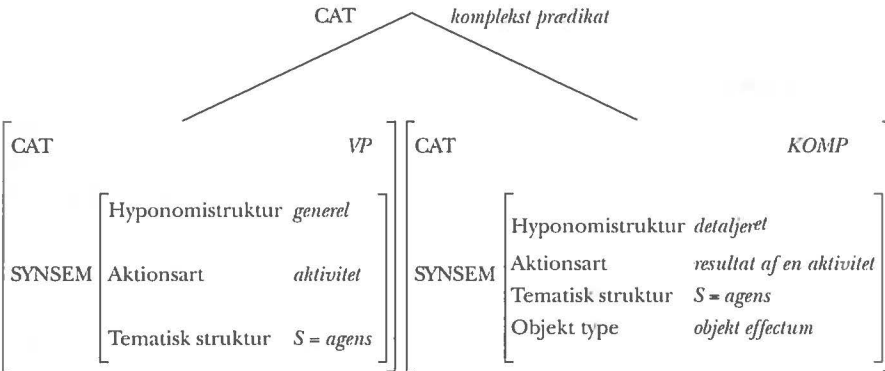 CAT komplekst prædikat
CAT VP
SYNSEM
Hyponomistruktur generel
Aktionsart aktivitet
Tematisk struktur S = agens
CAT KOMP
SYNSEM
Hyponomistruktur detaljeret
Aktionsart resultat af en aktivitet
Tematisk struktur S = agens
Objekt type objekt effectum